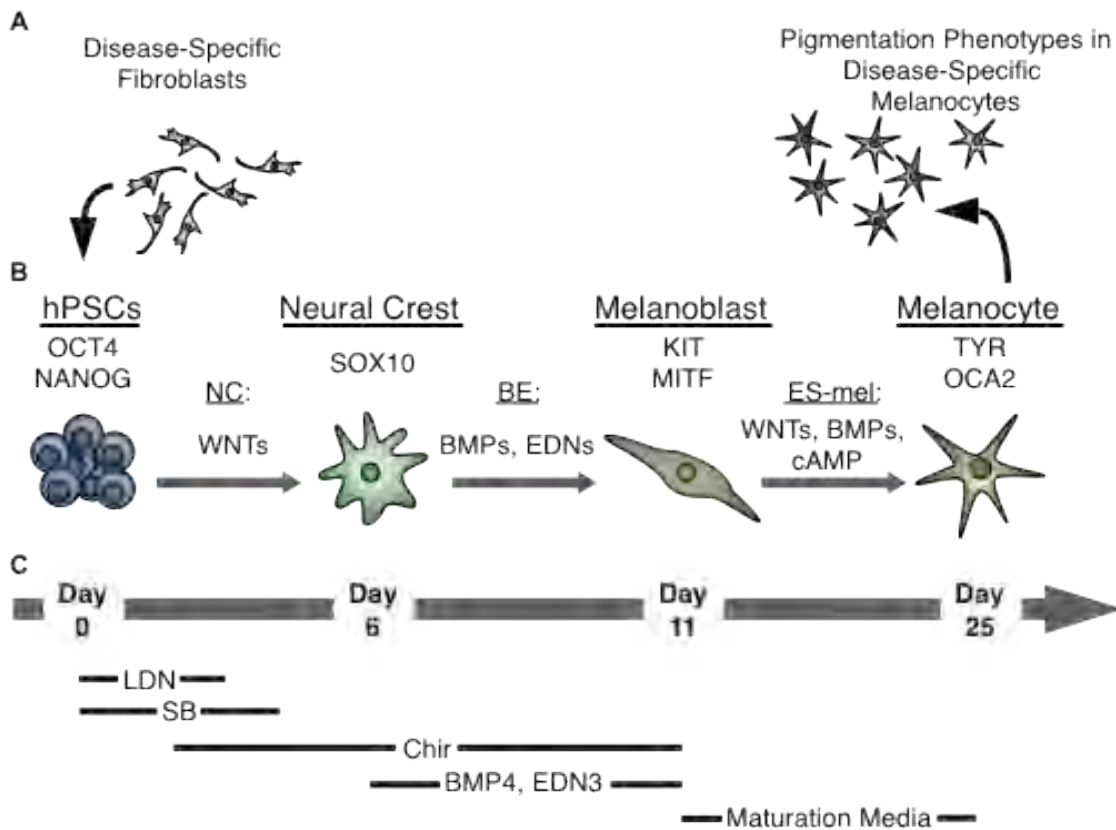 A
Disease-Specific
Fibroblasts
Pigmentation Phenotypes in
Disease-Specific
Melanocytes
B
hPSCs
OCT4
NANOG
NC:
WNTs
Neural Crest
SOX10
BE:
BMPs, EDNs
Melanoblast
KIT
MITF
ES-mel:
WNTs, BMPs,
cAMP
Melanocyte
TYR
OCA2
C
Day
0
Day
6
Day
11
Day
25
LDN
SB
Chir
BMP4, EDN3
Maturation Media